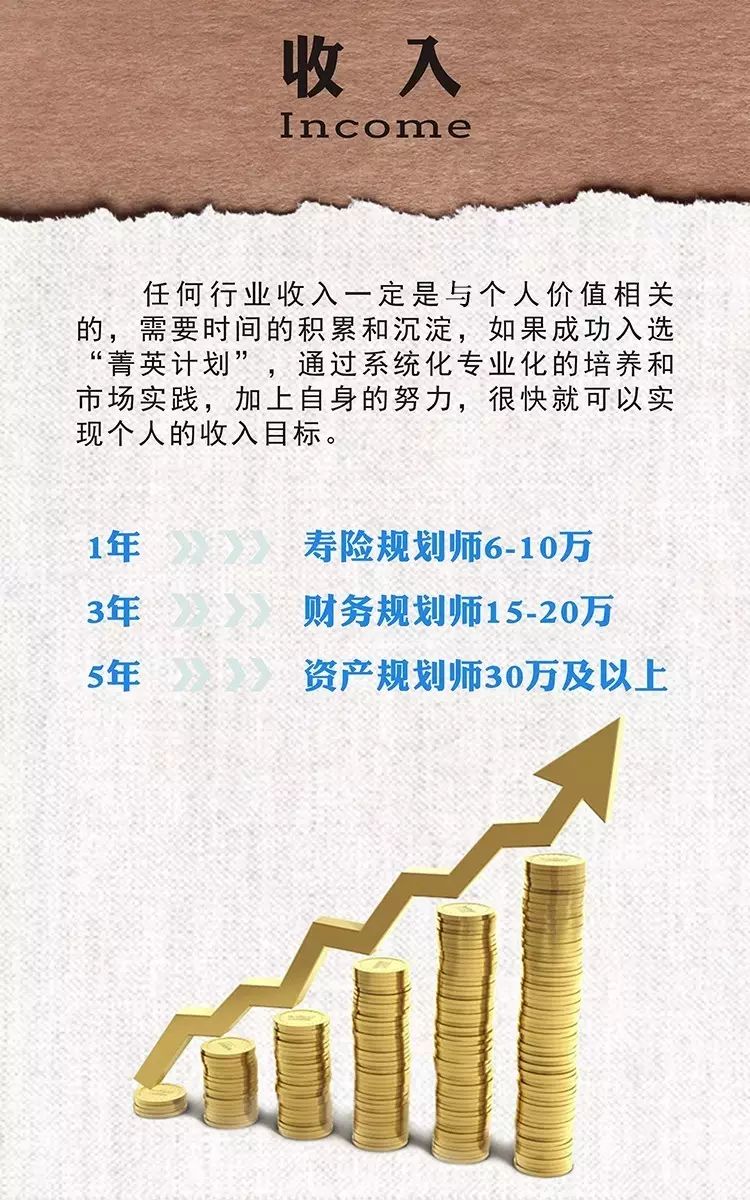 收入
Income
任何行业收入一定是与个人价值相关
的，需要时间的积累和沉淀，如果成功入选
“菁英计划”，通过系统化专业化的培养和
市场实践，加上自身的努力，很快就可以实
现个人的收入目标。
1年 寿险规划师6-10万
3年 财务规划师15-20万
5年 资产规划师30万及以上